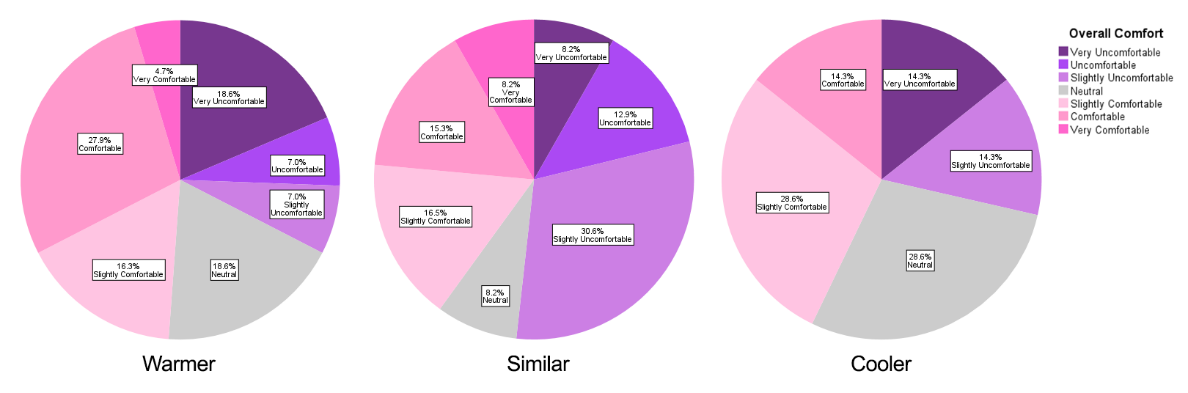 4.7%
Very Comfortable
18.6%
Very Uncomfortable
27.9%
Comfortable
7.0%
Uncomfortable
7.0%
Slightly
Uncomfortable
16.3%
Slightly Comfortable
18.6%
Neutral
Warmer
8.2%
Very Uncomfortable
8.2%
Very
Comfortable
12.9%
Uncomfortable
15.3%
Comfortable
16.5%
Slightly Comfortable
30.6%
Slightly Uncomfortable
8.2%
Neutral
Similar
14.3%
Comfortable
14.3%
Very Uncomfortable
14.3%
Slightly Uncomfortable
28.6%
Slightly Comfortable
28.6%
Neutral
Cooler
Overall Comfort
Very Uncomfortable
Uncomfortable
Slightly Uncomfortable
Neutral
Slightly Comfortable
Comfortable
Very Comfortable